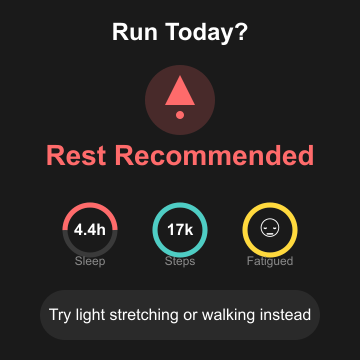 Run Today?
Rest Recommended
4.4h
17k
Sleep
Steps
Fatigued
Try light stretching or walking instead